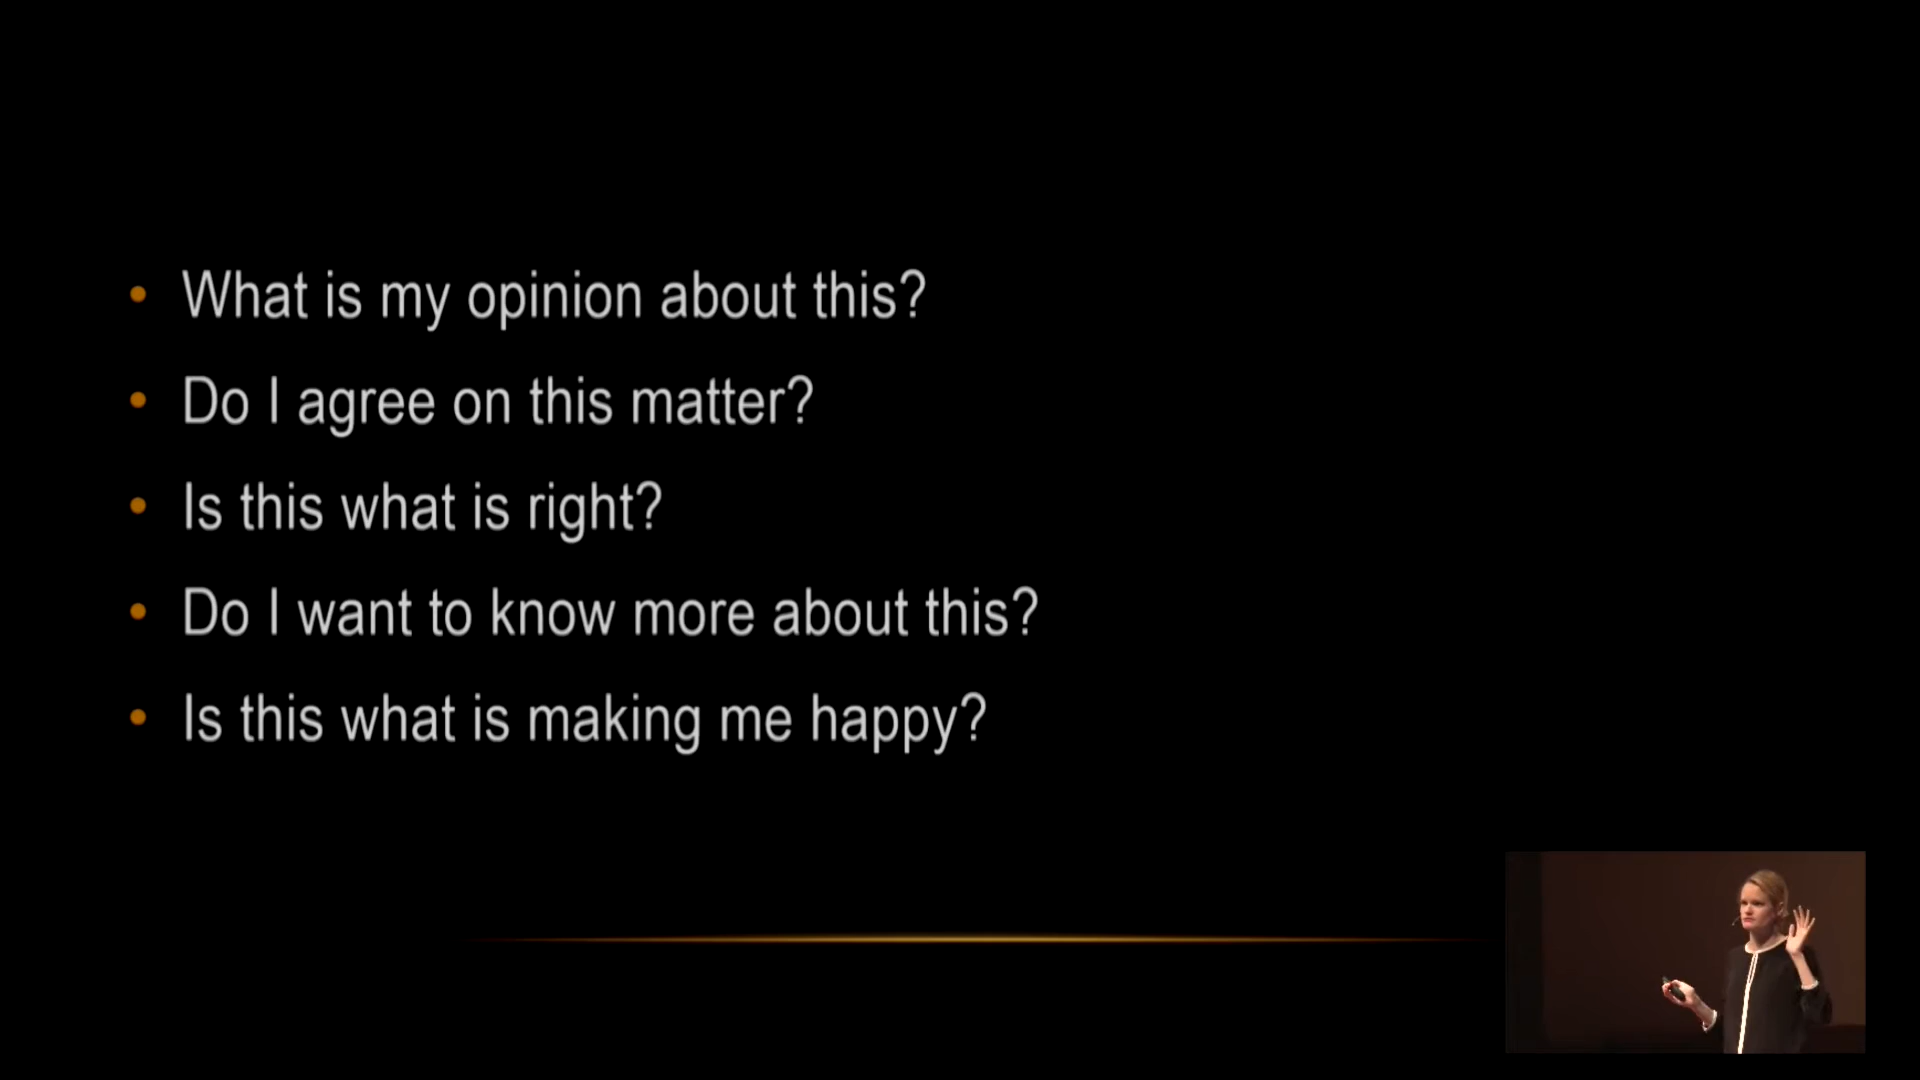 • What is my opinion about this?
• Do I agree on this matter?
• Is this what is right?
• Do I want to know more about this?
• Is this what is making me happy?